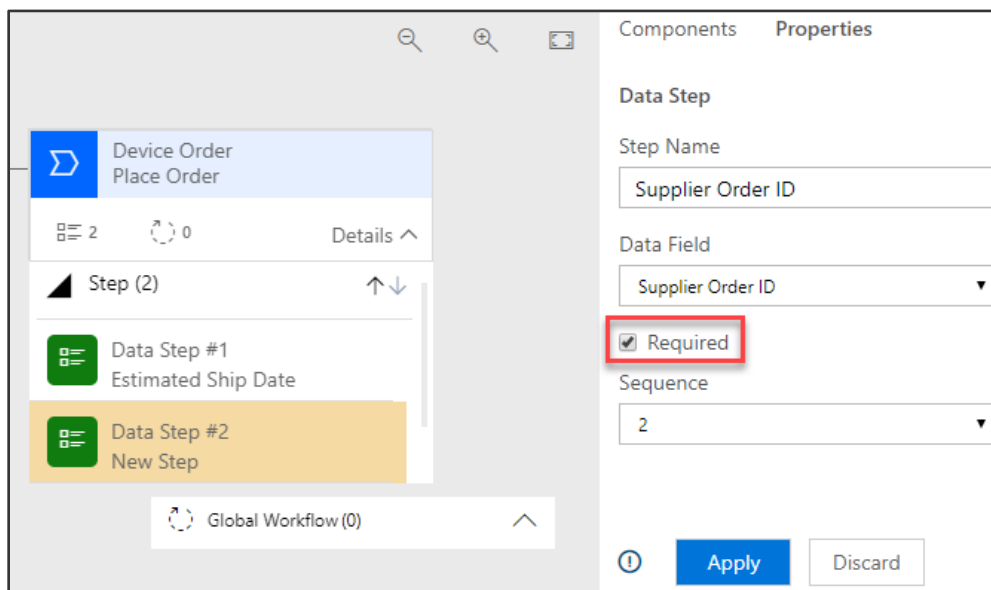 Components Properties
Data Step
Step Name
Supplier Order ID
Data Field
Supplier Order ID
Required
Sequence
2
Apply Discard
Device Order
Place Order
2 0 Details
Step (2)
Data Step #1
Estimated Ship Date
Data Step #2
New Step
Global Workflow (0)